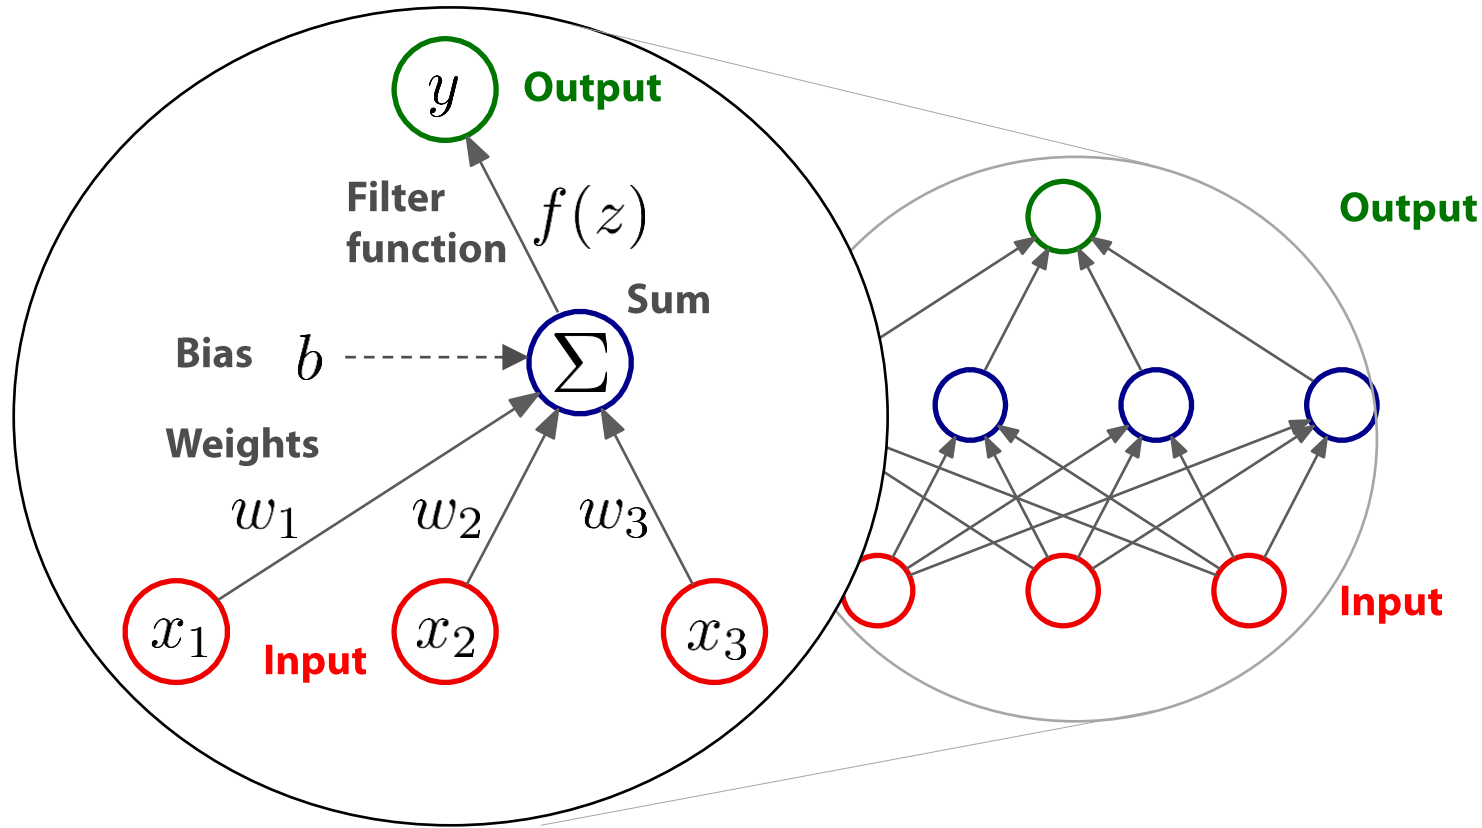 y
Output
Filter
function
f(z)
Sum
Bias
b
Σ
Weights
w₁
w₂
w₃
x₁
Input
x₂
x₃
Output
Input